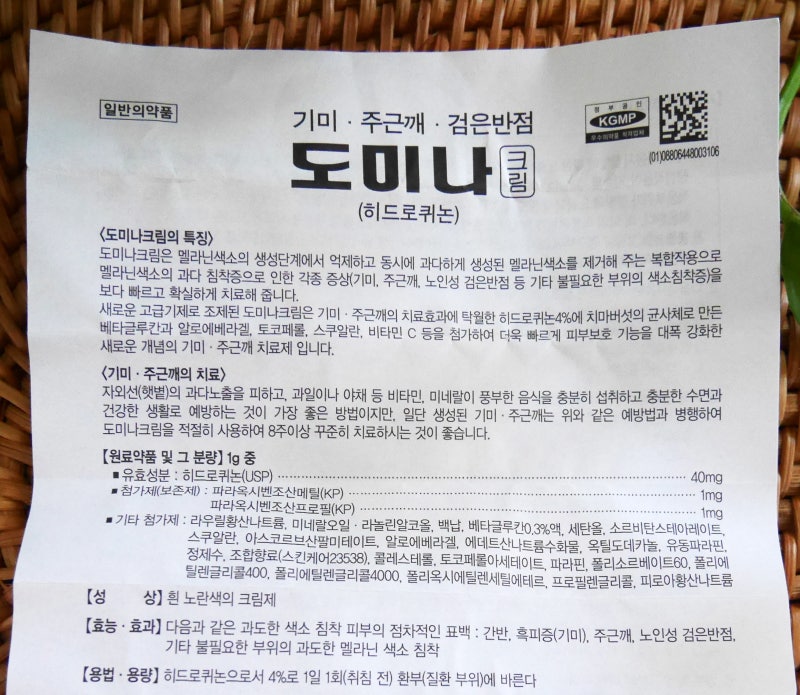 일반의약품
기미 · 주근깨 · 검은반점
도미나 크림
(히드로퀴논)
정부공인
KGMP
우수의약품 적격업체
(01)08806448003106
〈도미나크림의 특징〉
도미나크림은 멜라닌색소의 생성단계에서 억제하고 동시에 과다하게 생성된 멜라닌색소를 제거해 주는 복합작용으로
멜라닌색소의 과다 침착증으로 인한 각종 증상(기미, 주근깨, 노인성 검은반점 등 기타 불필요한 부위의 색소침착증)을
보다 빠르고 확실하게 치료해 줍니다.
새로운 고급기제로 조제된 도미나크림은 기미 · 주근깨의 치료효과에 탁월한 히드로퀴논4%에 치마버섯의 균사체로 만든
베타글루칸과 알로에베라겔, 토코페롤, 스쿠알란, 비타민 C 등을 첨가하여 더욱 빠르게 피부보호 기능을 대폭 강화한
새로운 개념의 기미 · 주근깨 치료제 입니다.
〈기미 · 주근깨의 치료〉
자외선(햇볕)의 과다노출을 피하고, 과일이나 야채 등 비타민, 미네랄이 풍부한 음식을 충분히 섭취하고 충분한 수면과
건강한 생활로 예방하는 것이 가장 좋은 방법이지만, 일단 생성된 기미 · 주근깨는 위와 같은 예방법과 병행하여
도미나크림을 적절히 사용하여 8주이상 꾸준히 치료하시는 것이 좋습니다.
【원료약품 및 그 분량】 1g 중
■ 유효성분 : 히드로퀴논(USP) 40mg
■ 첨가제(보존제) : 파라옥시벤조산메틸(KP) 1mg
파라옥시벤조산프로필(KP) 1mg
■ 기타 첨가제 : 라우릴황산나트륨, 미네랄오일 · 라놀린알코올, 백납, 베타글루칸0.3%액, 세탄올, 소르비탄스테아레이트,
스쿠알란, 아스코르브산팔미테이트, 알로에베라겔, 에데트산나트륨수화물, 옥틸도데카놀, 유동파라핀,
정제수, 조합향료(스킨케어23538), 콜레스테롤, 토코페롤아세테이트, 파라핀, 폴리소르베이트60, 폴리에
틸렌글리콜400, 폴리에틸렌글리콜4000, 폴리옥시에틸렌세틸에테르, 프로필렌글리콜, 피로아황산나트륨
【성 상】 흰 노란색의 크림제
【효능 · 효과】 다음과 같은 과도한 색소 침착 피부의 점차적인 표백 : 간반, 흑피증(기미), 주근깨, 노인성 검은반점,
기타 불필요한 부위의 과도한 멜라닌 색소 침착
【용법 · 용량】 히드로퀴논으로서 4%로 1일 1회(취침 전) 환부(질환 부위)에 바른다